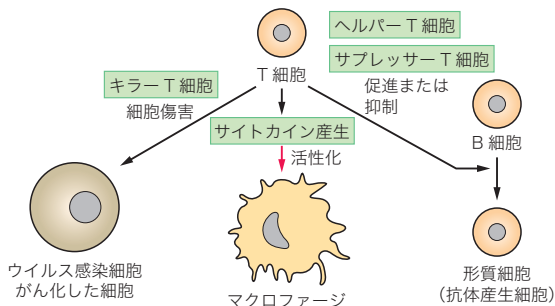 ヘルパーT細胞
サプレッサーT細胞
T細胞
キラーT細胞
細胞傷害
促進または
抑制
サイトカイン産生
活性化
B細胞
ウイルス感染細胞
がん化した細胞
マクロファージ
形質細胞
(抗体産生細胞)